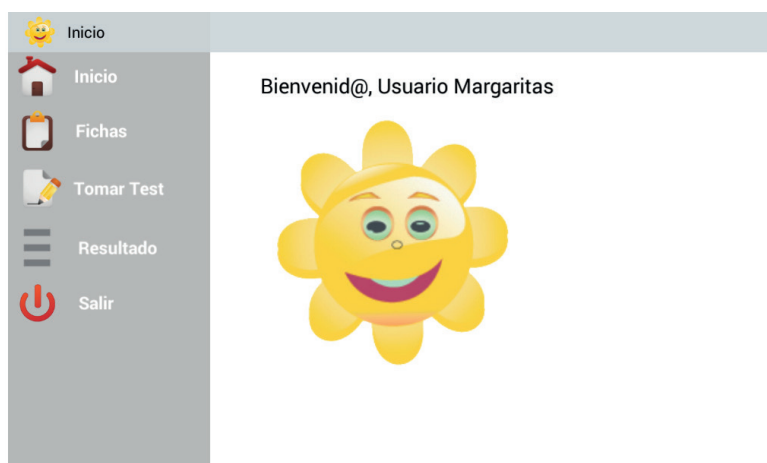 Inicio
Inicio
Bienvenid@, Usuario Margaritas
Fichas
Tomar Test
Resultado
Salir